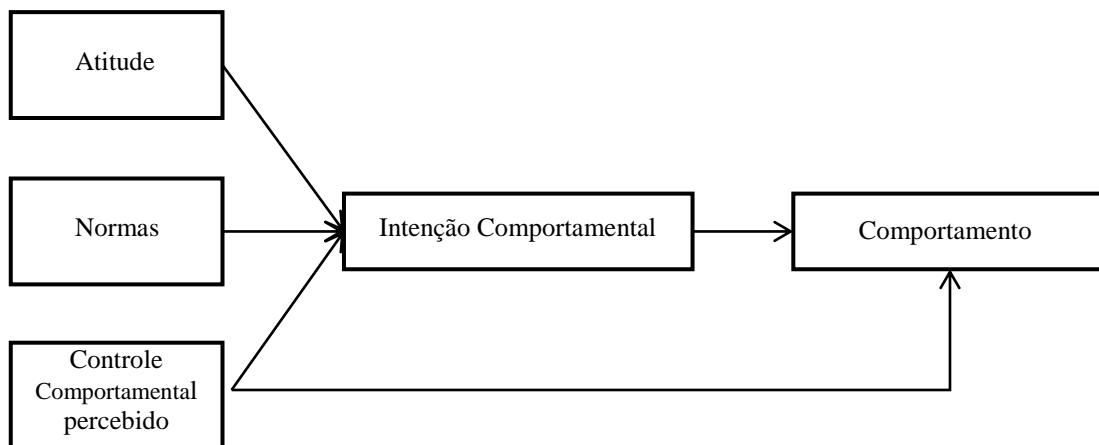 Atitude
Normas
Intenção Comportamental
Comportamento
Controle
Comportamental
percebido